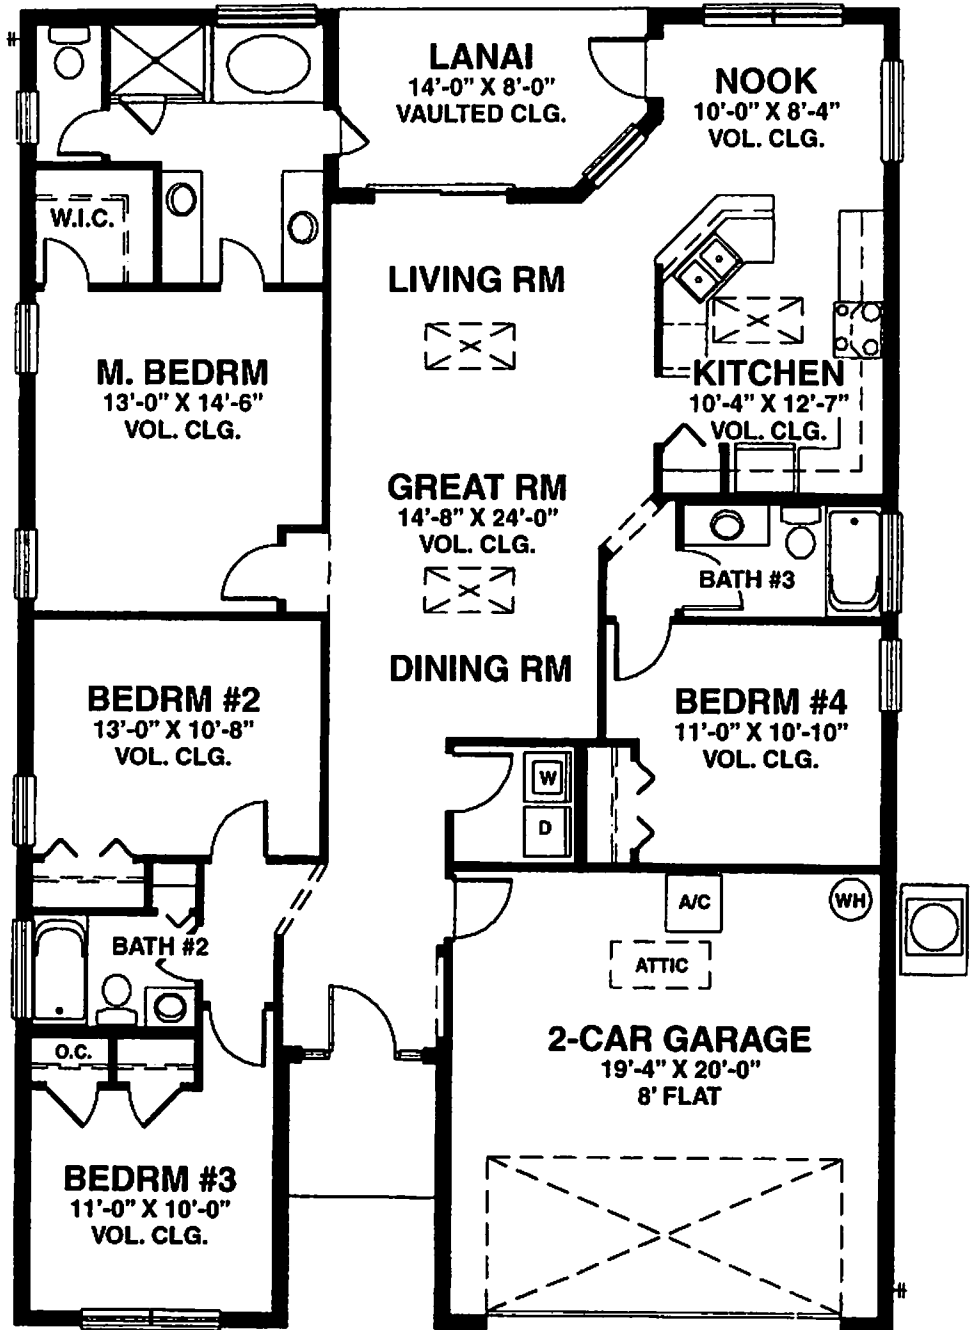 LANAI
14'-0" X 8'-0"
VAULTED CLG.
NOOK
10'-0" X 8'-4"
VOL. CLG.
W.I.C.
LIVING RM
M. BEDRM
13'-0" X 14'-6"
VOL. CLG.
KITCHEN
10'-4" X 12'-7"
VOL. CLG.
GREAT RM
14'-8" X 24'-0"
VOL. CLG.
BATH #3
DINING RM
BEDRM #2
13'-0" X 10'-8"
VOL. CLG.
BEDRM #4
11'-0" X 10'-10"
VOL. CLG.
W
D
A/C
WH
BATH #2
ATTIC
2-CAR GARAGE
19'-4" X 20'-0"
8' FLAT
O.C.
BEDRM #3
11'-0" X 10'-0"
VOL. CLG.